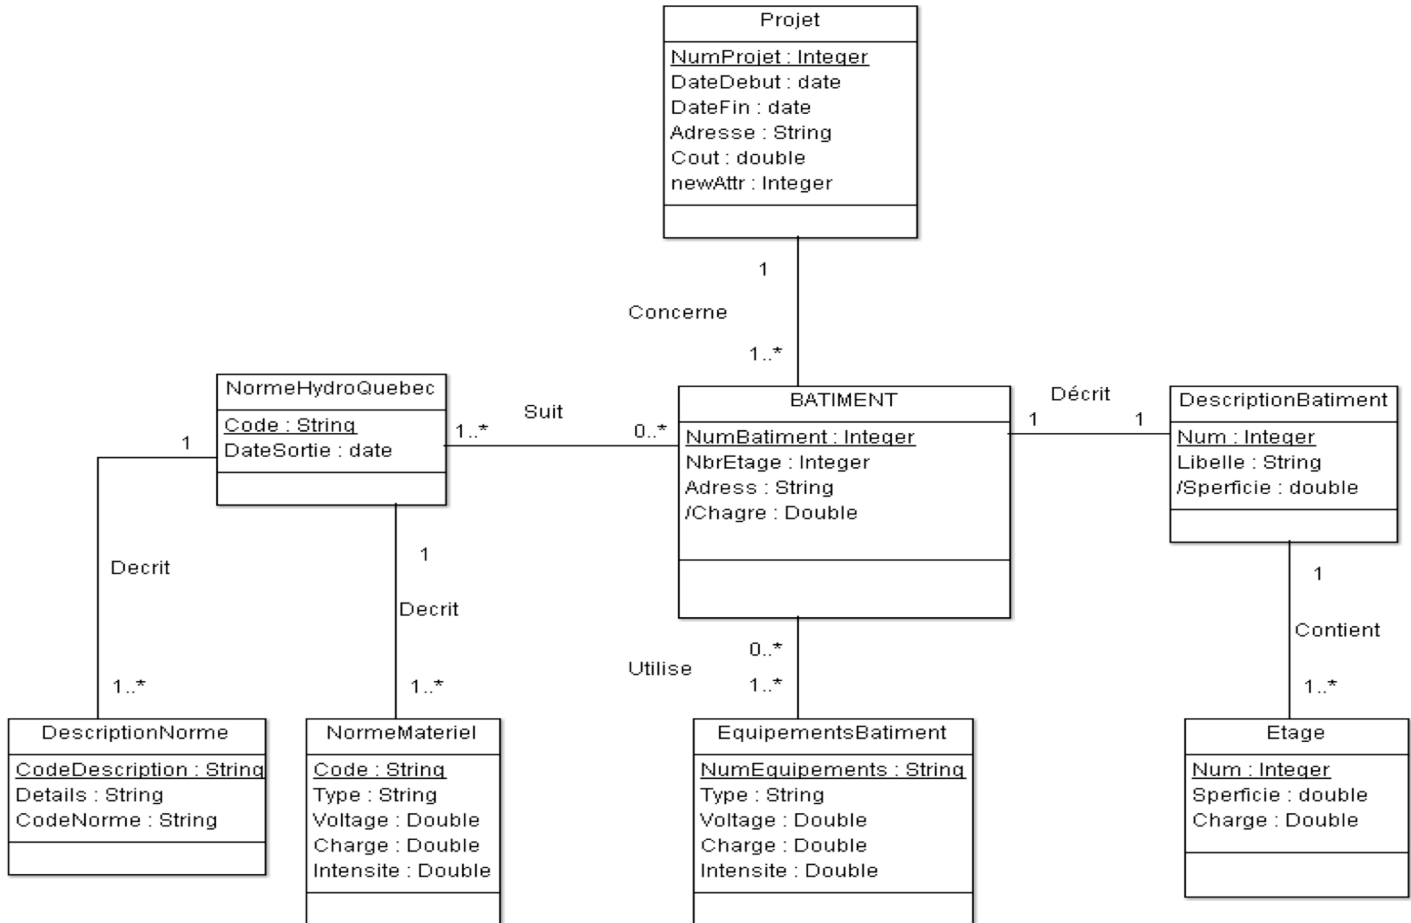 Projet
NumProjet : Integer
DateDebut : date
DateFin : date
Adresse : String
Cout : double
newAttr : Integer
1
Concerne
1..*
NormeHydroQuebec
Code : String
DateSortie : date
1..*
Suit
0..*
BATIMENT
NumBatiment : Integer
NbrEtage : Integer
Adress : String
/Chagre : Double
1
Décrit
1
DescriptionBatiment
Num : Integer
Libelle : String
/Sperficie : double
1
Decrit
1..*
1
Decrit
1..*
0..*
Utilise
1..*
1
Contient
1..*
DescriptionNorme
CodeDescription : String
Details : String
CodeNorme : String
NormeMateriel
Code : String
Type : String
Voltage : Double
Charge : Double
Intensite : Double
EquipementsBatiment
NumEquipements : String
Type : String
Voltage : Double
Charge : Double
Intensite : Double
Etage
Num : Integer
Sperficie : double
Charge : Double